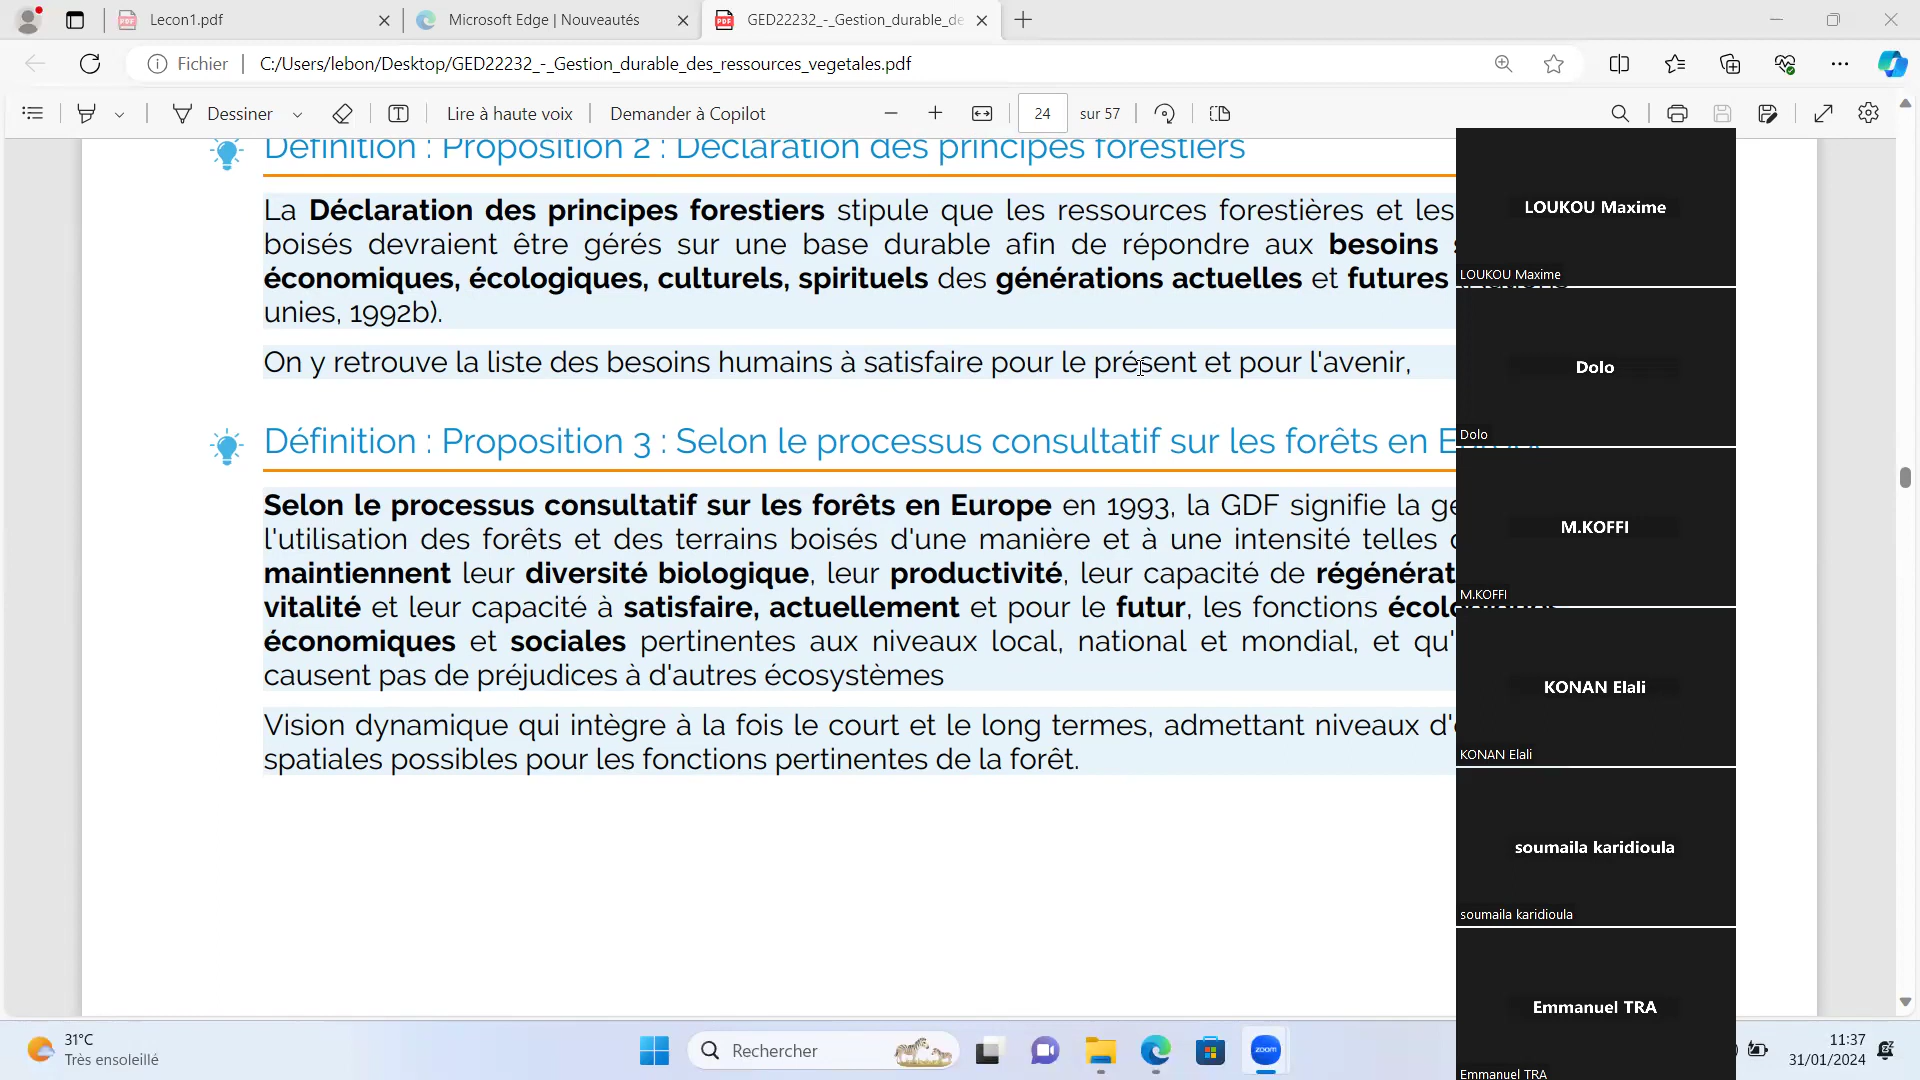 Lecon1.pdf
Microsoft Edge | Nouveautés
GED22232_-_Gestion_durable_de
Fichier
C:/Users/lebon/Desktop/GED22232_-_Gestion_durable_des_ressources_vegetales.pdf
Dessiner
Lire à haute voix
Demander à Copilot
24
sur 57
Définition : Proposition 2 : Déclaration des principes forestiers
La Déclaration des principes forestiers stipule que les ressources forestières et les
boisés devraient être gérés sur une base durable afin de répondre aux besoins
économiques, écologiques, culturels, spirituels des générations actuelles et futures
unies, 1992b).
On y retrouve la liste des besoins humains à satisfaire pour le présent et pour l'avenir,
Définition : Proposition 3 : Selon le processus consultatif sur les forêts en
Selon le processus consultatif sur les forêts en Europe en 1993, la GDF signifie la
l'utilisation des forêts et des terrains boisés d'une manière et à une intensité telles
maintiennent leur diversité biologique, leur productivité, leur capacité de
vitalité et leur capacité à satisfaire, actuellement et pour le futur, les fonctions
économiques et sociales pertinentes aux niveaux local, national et mondial, et
causent pas de préjudices à d'autres écosystèmes
Vision dynamique qui intègre à la fois le court et le long termes, admettant niveaux
spatiales possibles pour les fonctions pertinentes de la forêt.
LOUKOU Maxime
LOUKOU Maxime
Dolo
Dolo
M.KOFFI
M.KOFFI
KONAN Elali
KONAN Elali
soumaila karidioula
soumaila karidioula
Emmanuel TRA
Emmanuel TRA
31°C
Très ensoleillé
Rechercher
zoom
11:37
31/01/2024